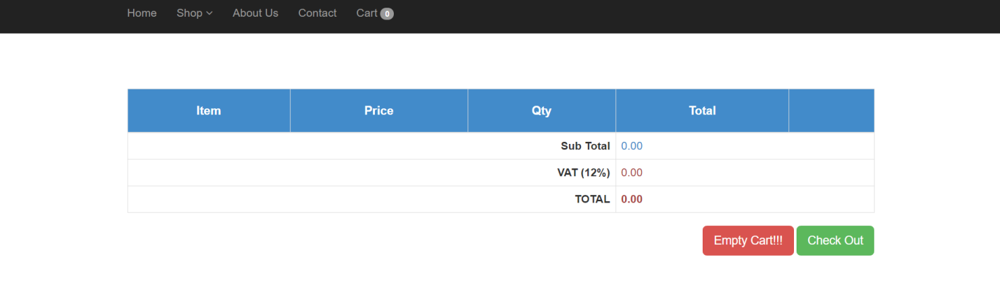 Home Shop About Us Contact Cart 0
Item Price Qty Total
Sub Total 0.00
VAT (12%) 0.00
TOTAL 0.00
Empty Cart!!! Check Out